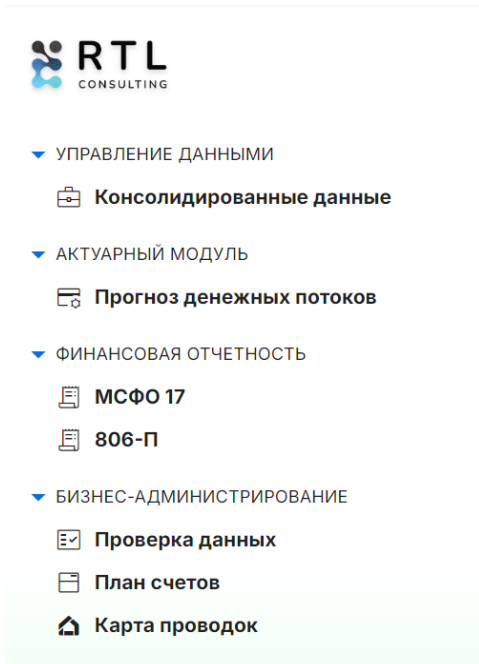 RTL
CONSULTING
УПРАВЛЕНИЕ ДАННЫМИ
Консолидированные данные
АКТУАРНЫЙ МОДУЛЬ
Прогноз денежных потоков
ФИНАНСОВАЯ ОТЧЕТНОСТЬ
МСФО 17
806-П
БИЗНЕС-АДМИНИСТРИРОВАНИЕ
Проверка данных
План счетов
Карта проводок